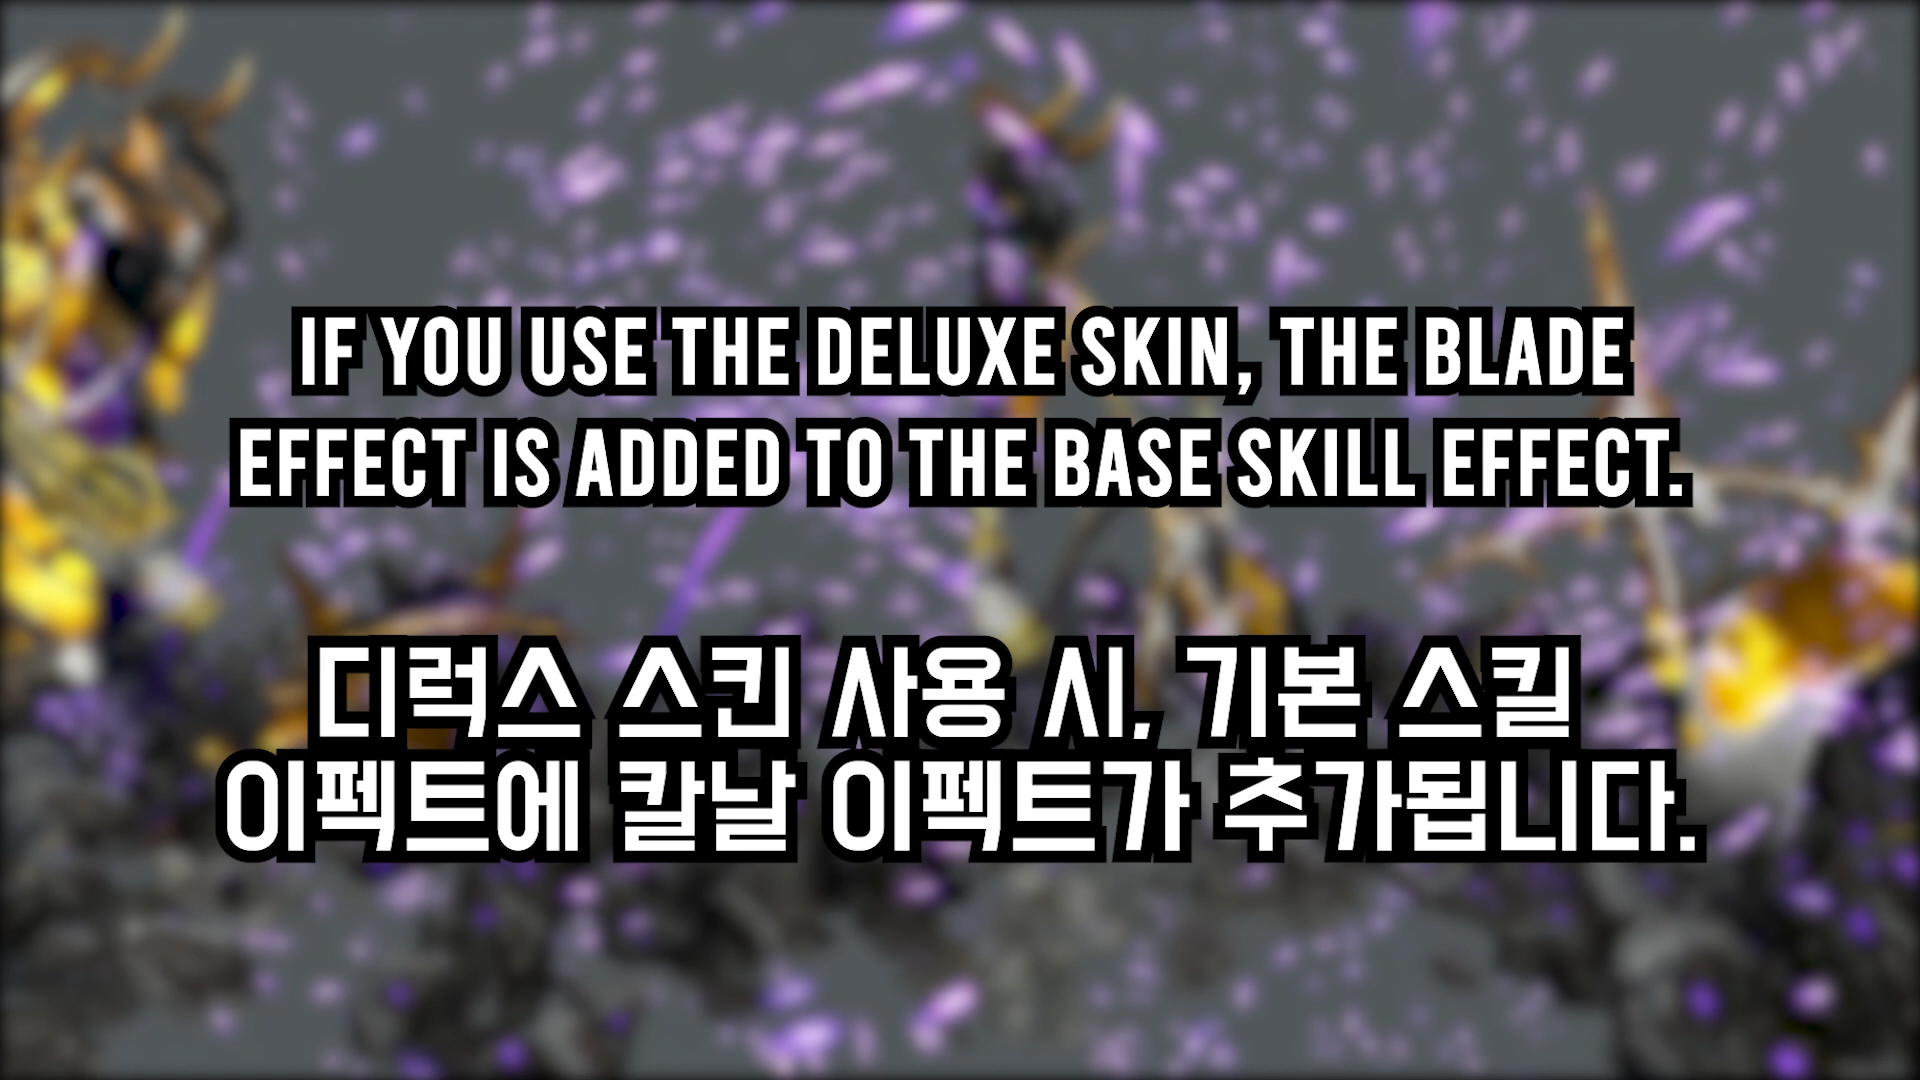 IF YOU USE THE DELUXE SKIN, THE BLADE
EFFECT IS ADDED TO THE BASE SKILL EFFECT.
디럭스 스킨 사용 시, 기본 스킬
이펙트에 칼날 이펙트가 추가됩니다.